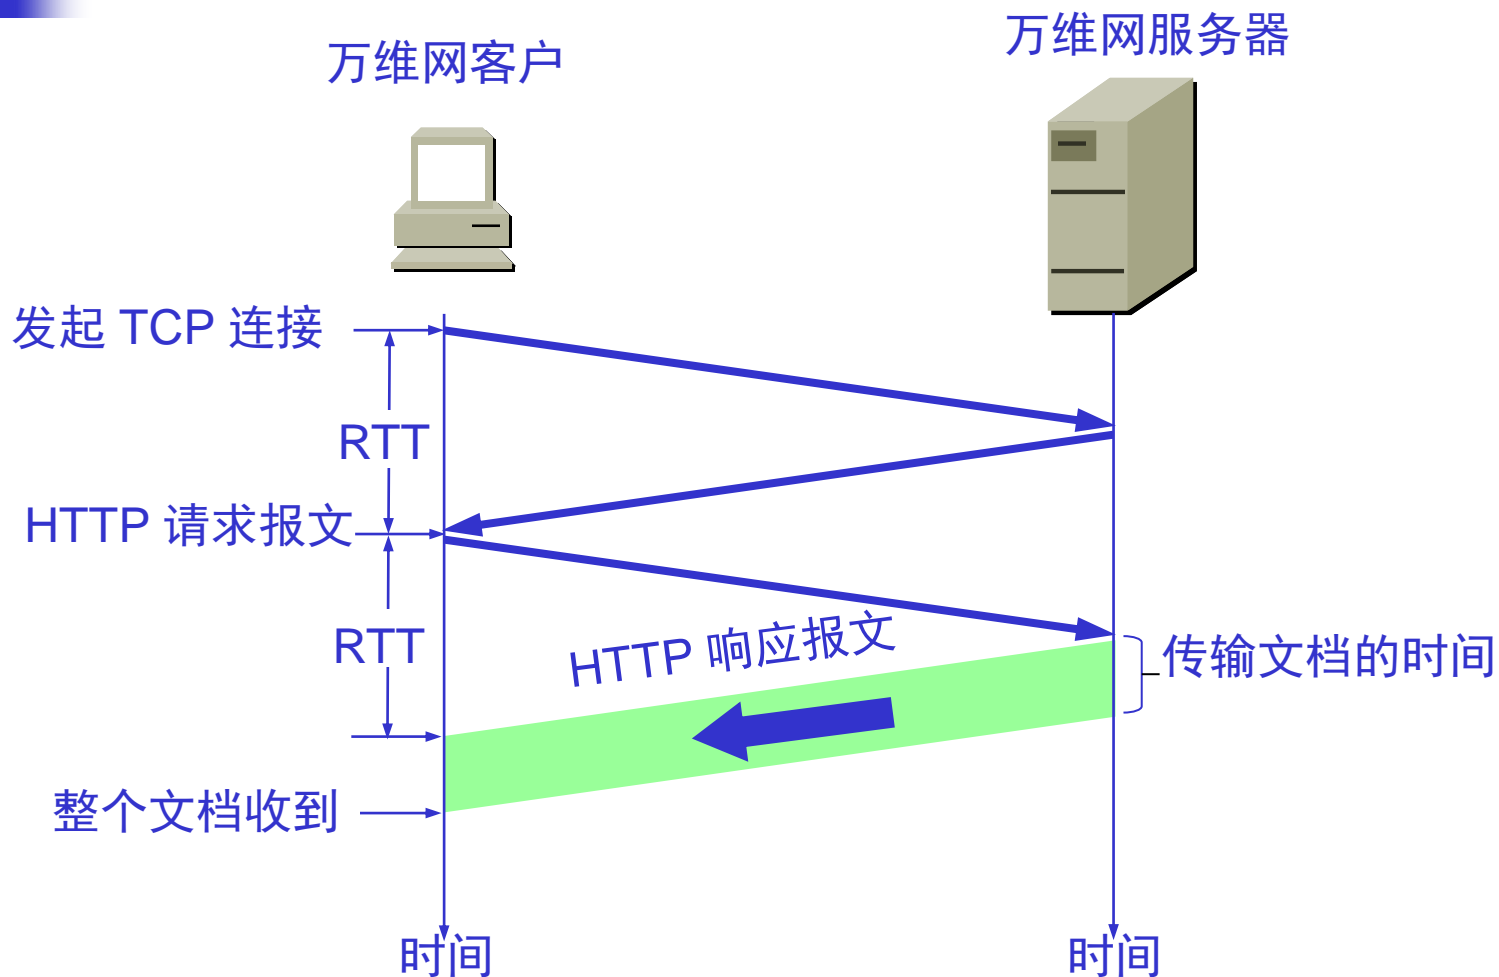 万维网客户
万维网服务器
发起 TCP 连接
RTT
HTTP 请求报文
RTT
HTTP 响应报文
传输文档的时间
整个文档收到
时间
时间